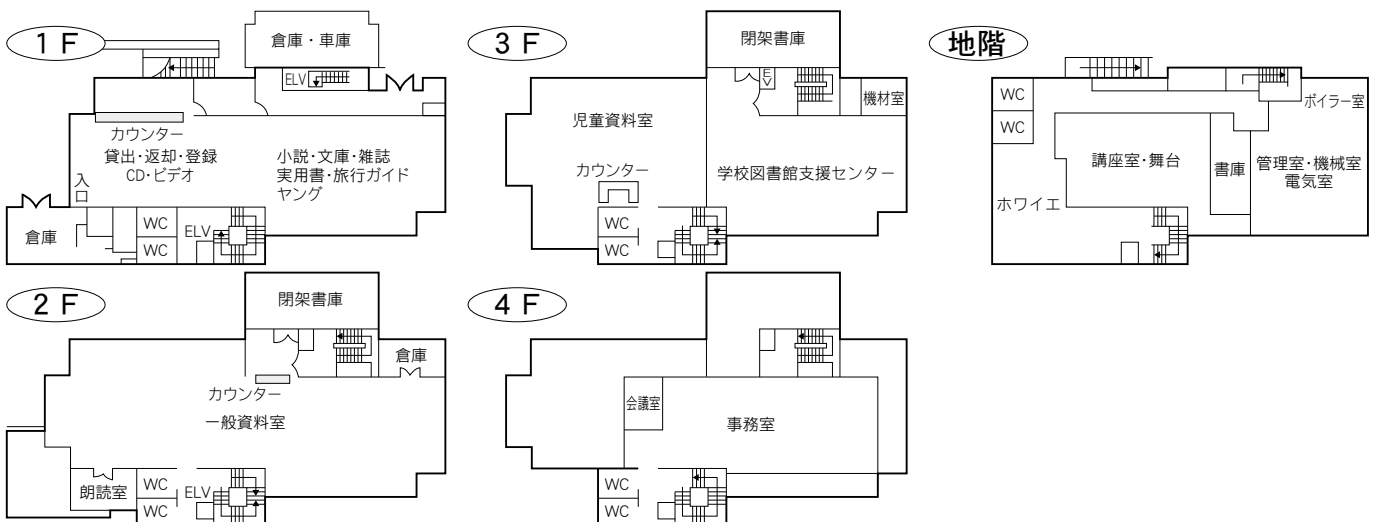 1F
倉庫・車庫
ELV
カウンター
貸出・返却・登録
CD・ビデオ
小説・文庫・雑誌
実用書・旅行ガイド
ヤング
入口
倉庫
WC
WC
ELV
2F
閉架書庫
倉庫
カウンター
一般資料室
朗読室
WC
WC
ELV
3F
閉架書庫
EV
機材室
児童資料室
カウンター
学校図書館支援センター
WC
WC
4F
会議室
事務室
WC
WC
地階
WC
WC
ボイラー室
講座室・舞台
書庫
管理室・機械室
電気室
ホワイエ